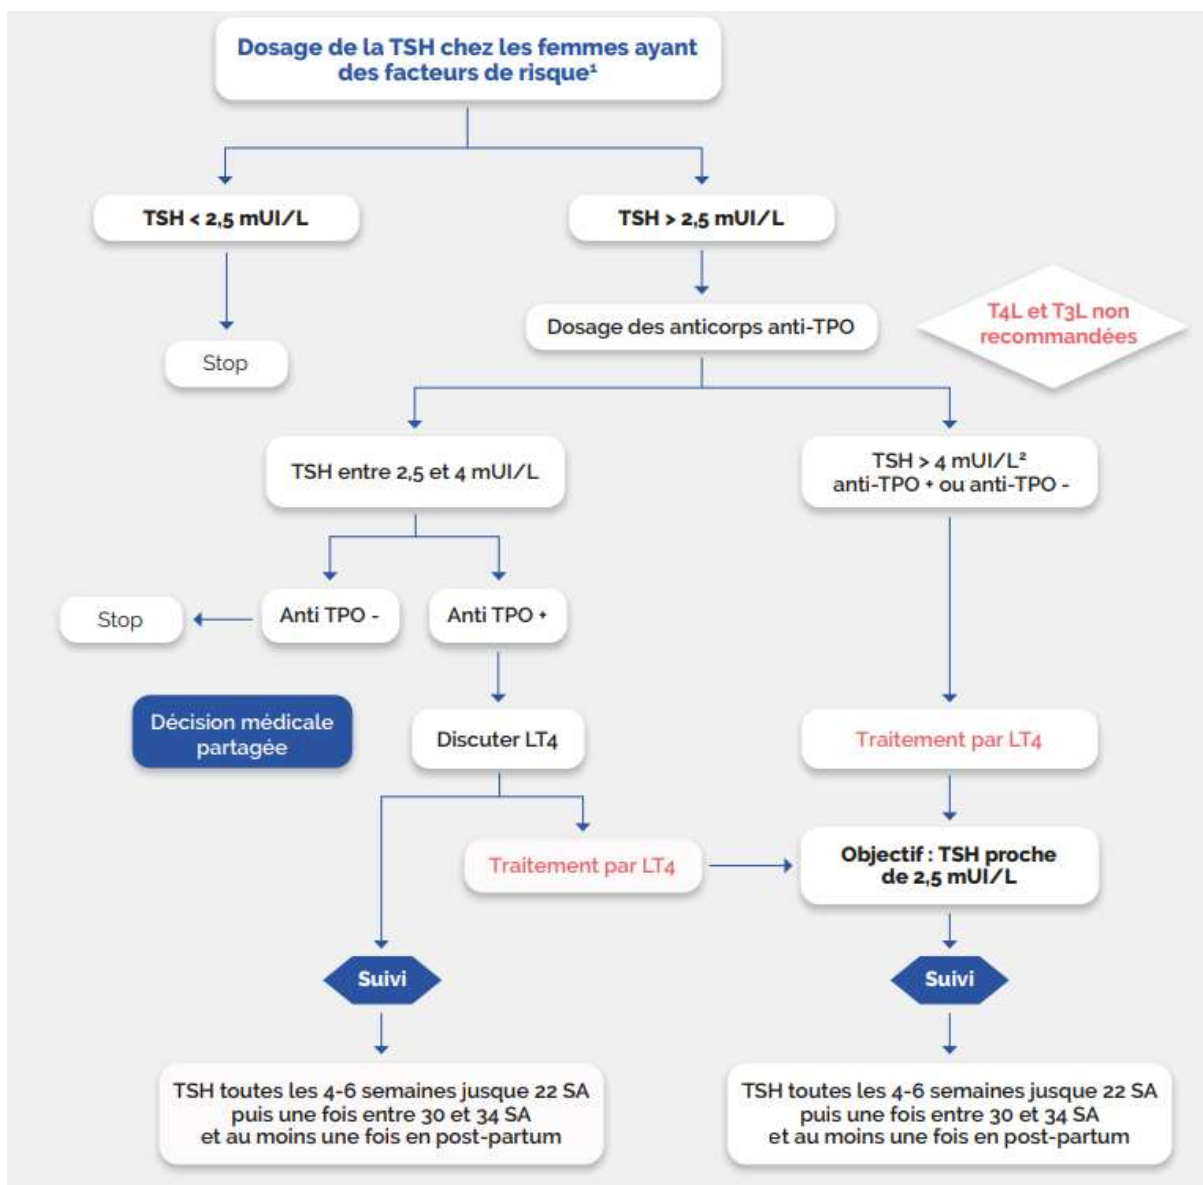 Dosage de la TSH chez les femmes ayant
des facteurs de risque¹
TSH < 2,5 mUI/L
TSH > 2,5 mUI/L
Stop
Dosage des anticorps anti-TPO
T4L et T3L non
recommandées
TSH entre 2,5 et 4 mUI/L
TSH > 4 mUI/L²
anti-TPO + ou anti-TPO -
Stop
Anti TPO -
Anti TPO +
Décision médicale
partagée
Discuter LT4
Traitement par LT4
Traitement par LT4
Objectif : TSH proche
de 2,5 mUI/L
Suivi
Suivi
TSH toutes les 4-6 semaines jusque 22 SA
puis une fois entre 30 et 34 SA
et au moins une fois en post-partum
TSH toutes les 4-6 semaines jusque 22 SA
puis une fois entre 30 et 34 SA
et au moins une fois en post-partum